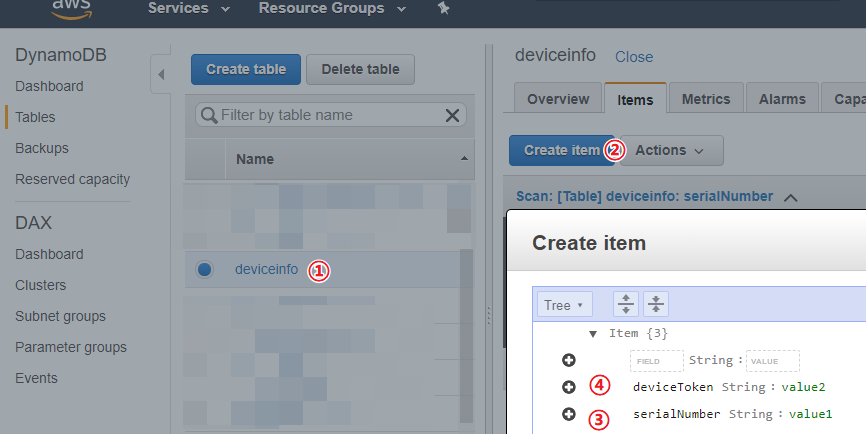 aws
Services
Resource Groups
DynamoDB
Dashboard
Tables
Backups
Reserved capacity
DAX
Dashboard
Clusters
Subnet groups
Parameter groups
Events
Create table
Delete table
Filter by table name
Name
deviceinfo ①
deviceinfo Close
Overview
Items
Metrics
Alarms
Capa
Create item ②
Actions
Scan: [Table] deviceinfo: serialNumber
Create item
Tree
Item {3}
FIELD String : VALUE
④ deviceToken String : value2
③ serialNumber String : value1